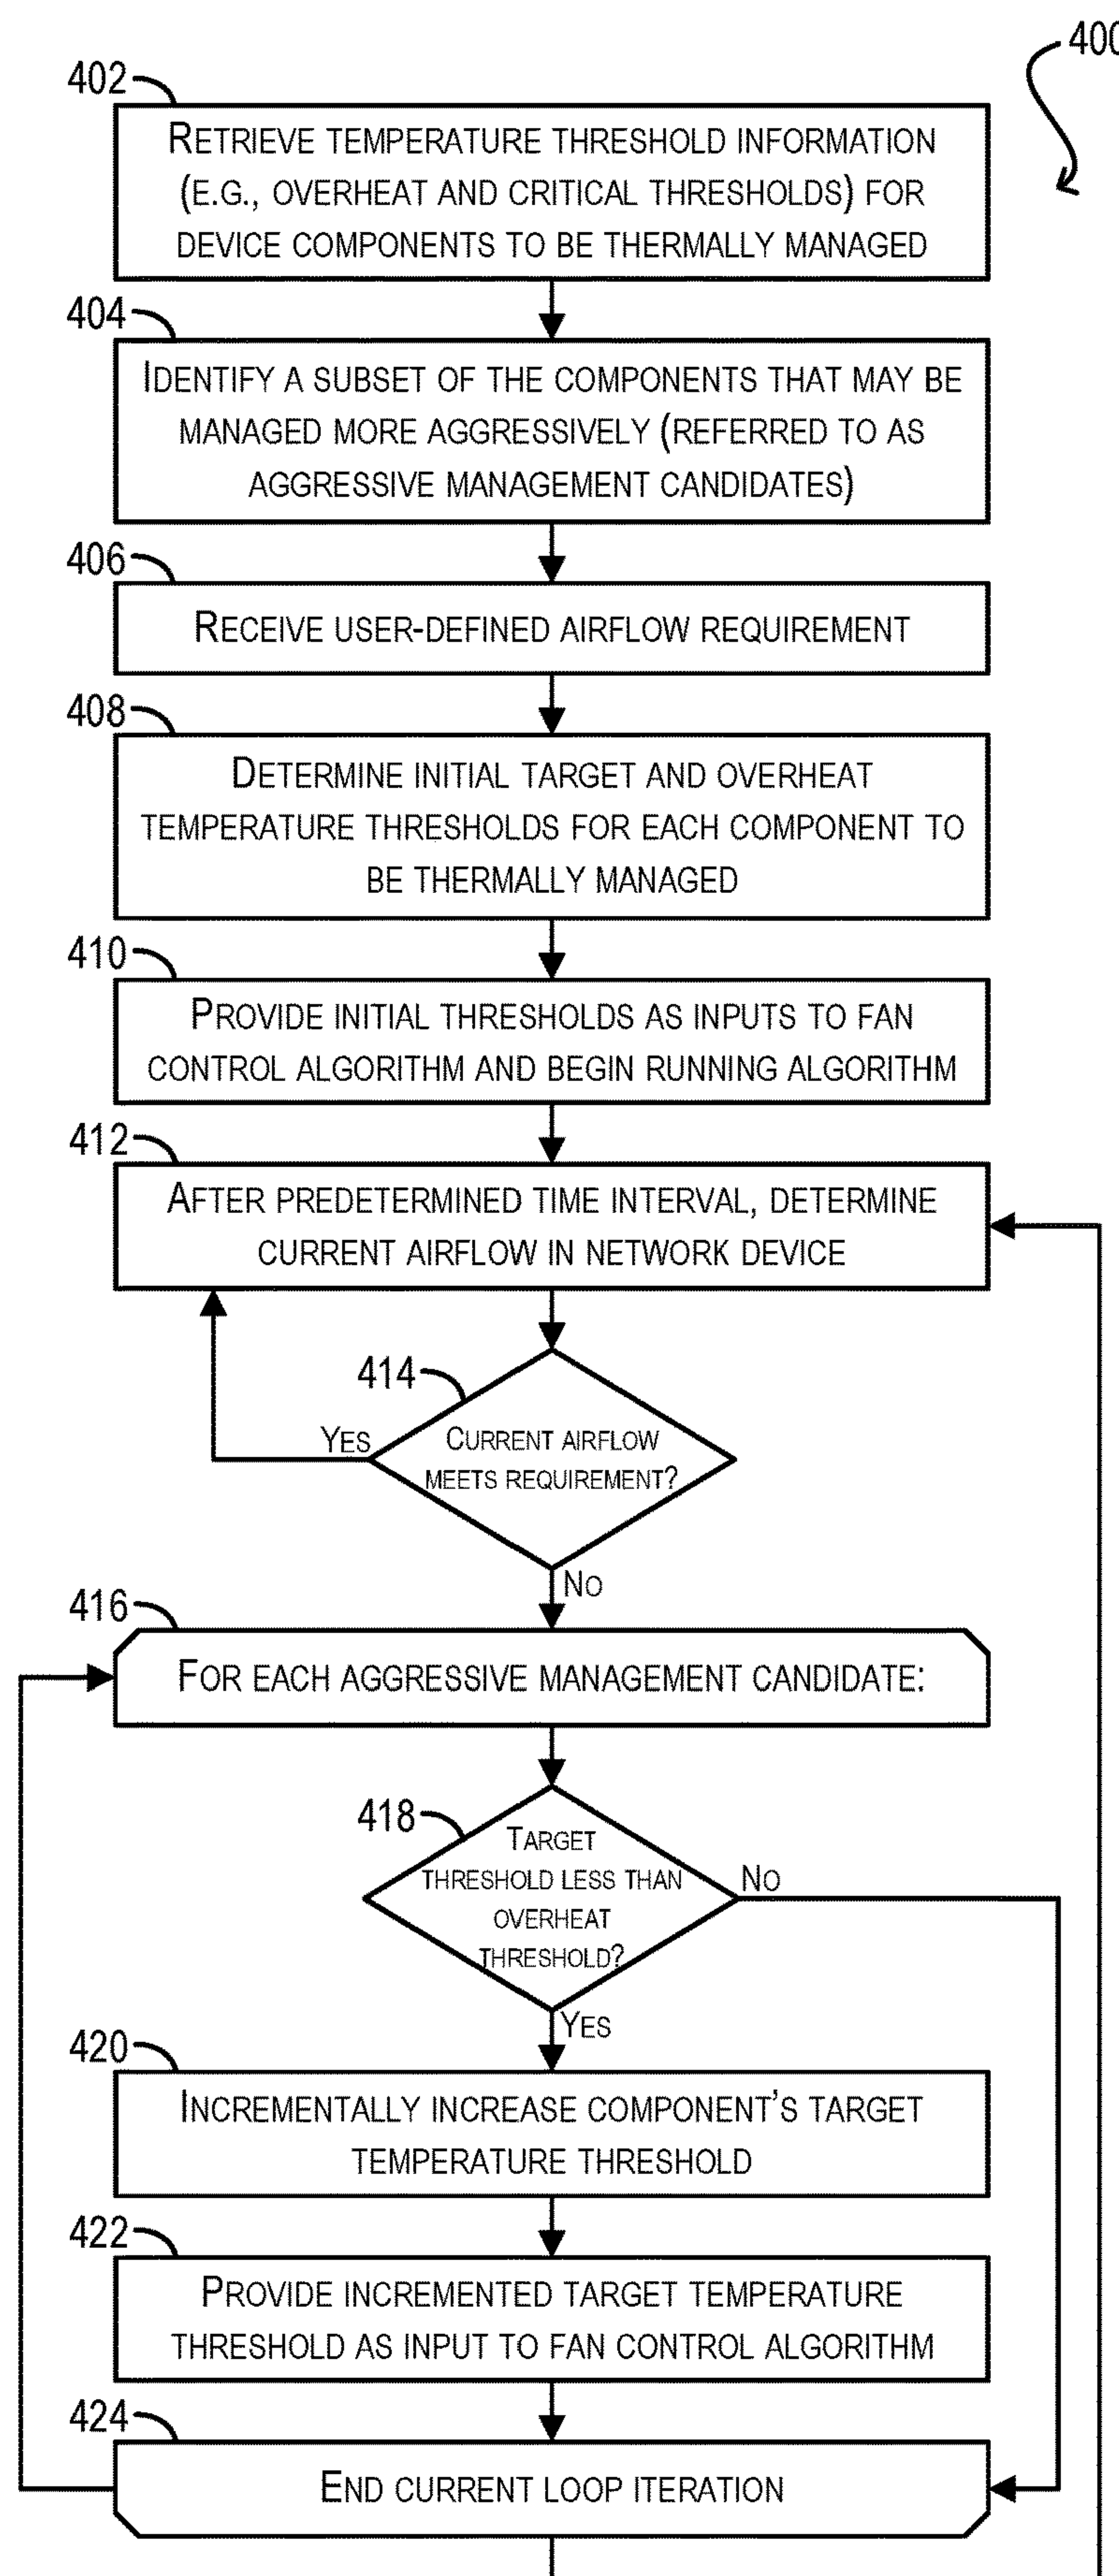 400
402
RETRIEVE TEMPERATURE THRESHOLD INFORMATION
(E.G., OVERHEAT AND CRITICAL THRESHOLDS) FOR
DEVICE COMPONENTS TO BE THERMALLY MANAGED
404
IDENTIFY A SUBSET OF THE COMPONENTS THAT MAY BE
MANAGED MORE AGGRESSIVELY (REFERRED TO AS
AGGRESSIVE MANAGEMENT CANDIDATES)
406
RECEIVE USER-DEFINED AIRFLOW REQUIREMENT
408
DETERMINE INITIAL TARGET AND OVERHEAT
TEMPERATURE THRESHOLDS FOR EACH COMPONENT TO
BE THERMALLY MANAGED
410
PROVIDE INITIAL THRESHOLDS AS INPUTS TO FAN
CONTROL ALGORITHM AND BEGIN RUNNING ALGORITHM
412
AFTER PREDETERMINED TIME INTERVAL, DETERMINE
CURRENT AIRFLOW IN NETWORK DEVICE
414
YES
CURRENT AIRFLOW
MEETS REQUIREMENT?
NO
416
FOR EACH AGGRESSIVE MANAGEMENT CANDIDATE:
418
TARGET
THRESHOLD LESS THAN
OVERHEAT
THRESHOLD?
NO
YES
420
INCREMENTALLY INCREASE COMPONENT'S TARGET
TEMPERATURE THRESHOLD
422
PROVIDE INCREMENTED TARGET TEMPERATURE
THRESHOLD AS INPUT TO FAN CONTROL ALGORITHM
424
END CURRENT LOOP ITERATION